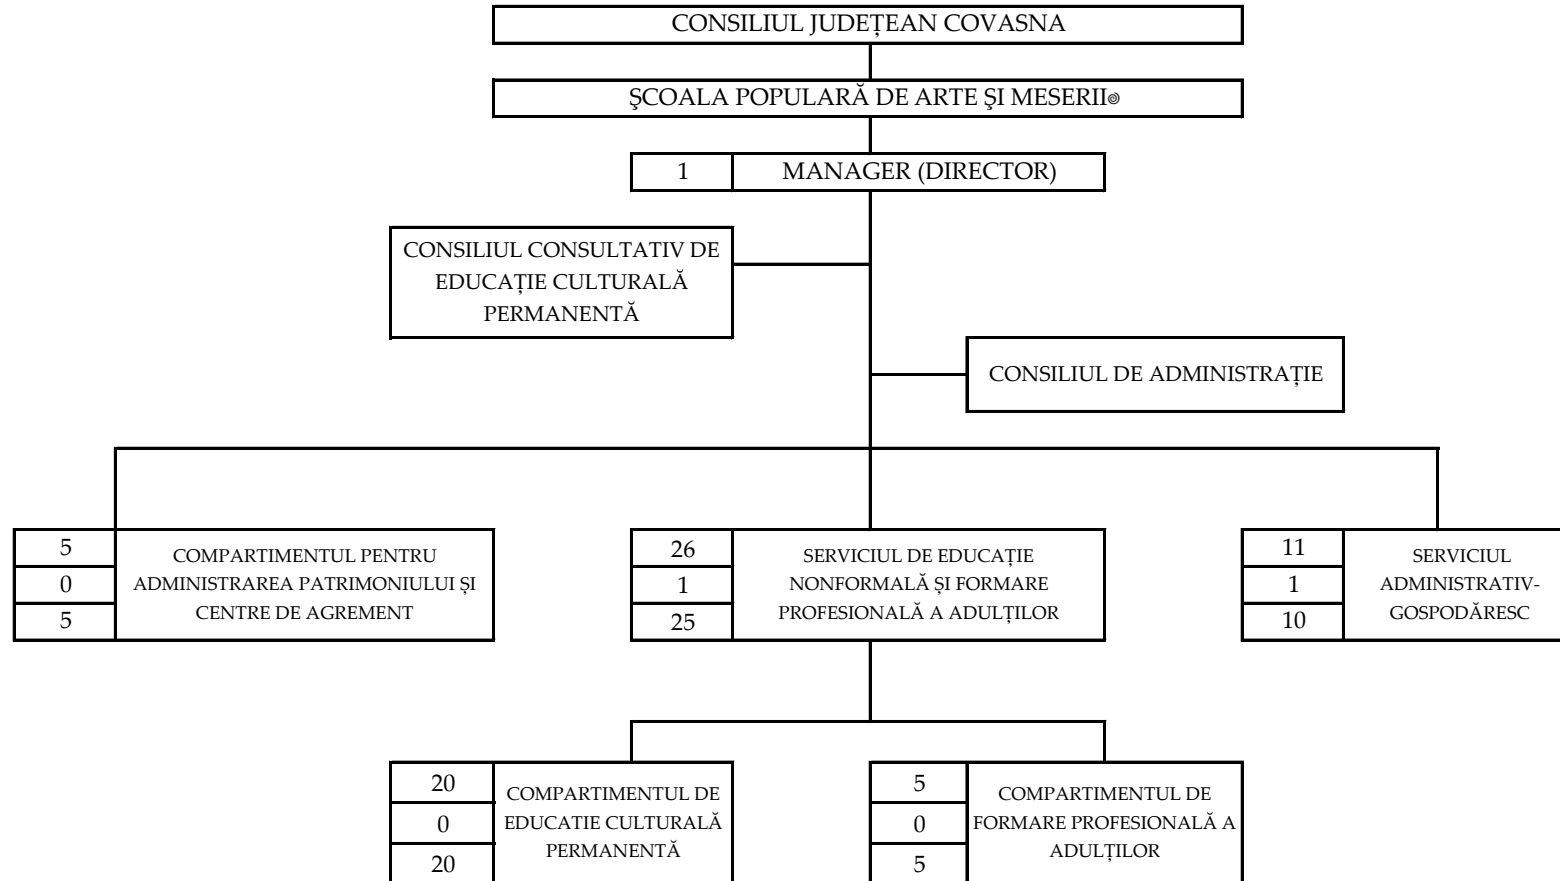 CONSILIUL JUDEȚEAN COVASNA
ŞCOALA POPULARĂ DE ARTE ŞI MESERII๏
1 MANAGER (DIRECTOR)
CONSILIUL CONSULTATIV DE
EDUCAȚIE CULTURALĂ
PERMANENTĂ
CONSILIUL DE ADMINISTRAȚIE
5
0
5
COMPARTIMENTUL PENTRU
ADMINISTRAREA PATRIMONIULUI ȘI
CENTRE DE AGREMENT
26
1
25
SERVICIUL DE EDUCAȚIE
NONFORMALĂ ȘI FORMARE
PROFESIONALĂ A ADULȚILOR
11
1
10
SERVICIUL
ADMINISTRATIV-
GOSPODĂRESC
20
0
20
COMPARTIMENTUL DE
EDUCATIE CULTURALĂ
PERMANENTĂ
5
0
5
COMPARTIMENTUL DE
FORMARE PROFESIONALĂ A
ADULȚILOR